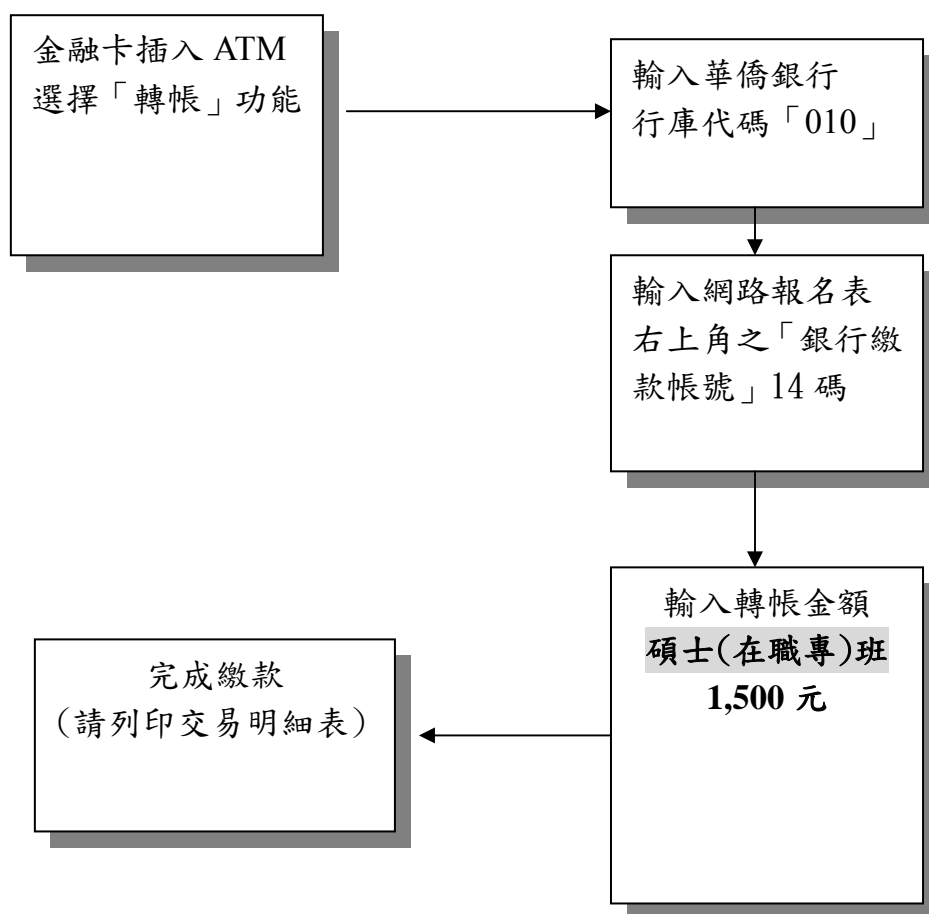 金融卡插入 ATM
選擇「轉帳」功能
輸入華僑銀行
行庫代碼「010」
輸入網路報名表
右上角之「銀行繳
款帳號」14 碼
輸入轉帳金額
碩士(在職專)班
1,500 元
完成繳款
(請列印交易明細表)